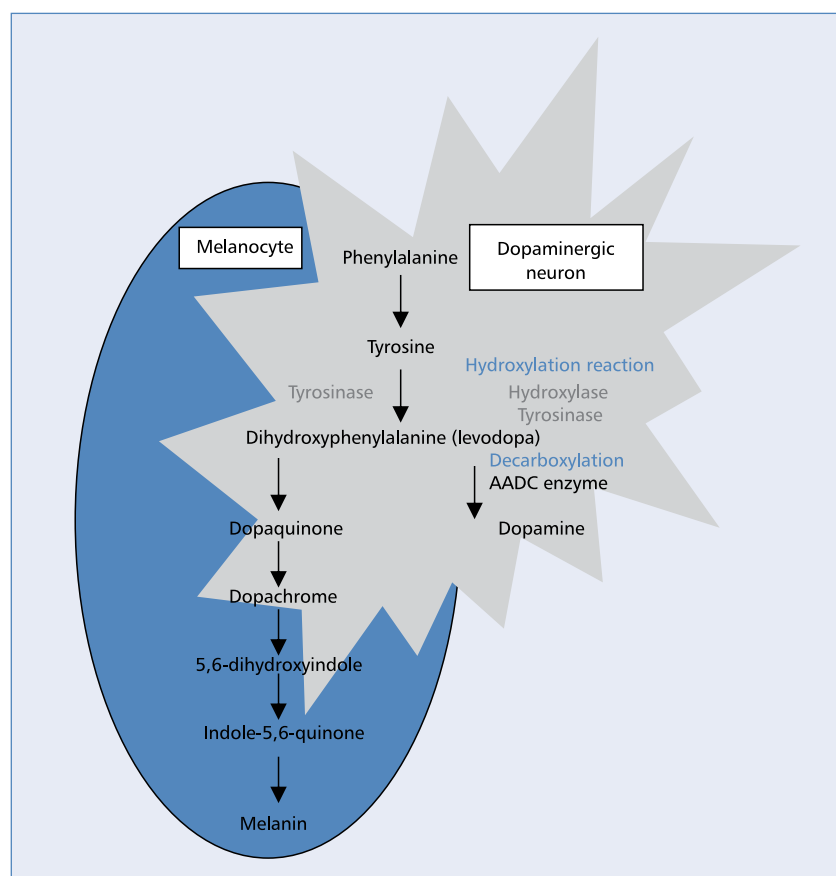 Melanocyte
Dopaminergic
neuron
Phenylalanine
Tyrosine
Hydroxylation reaction
Tyrosinase
Hydroxylase
Tyrosinase
Dihydroxyphenylalanine (levodopa)
Decarboxylation
AADC enzyme
Dopaquinone
Dopamine
Dopachrome
5,6-dihydroxyindole
Indole-5,6-quinone
Melanin